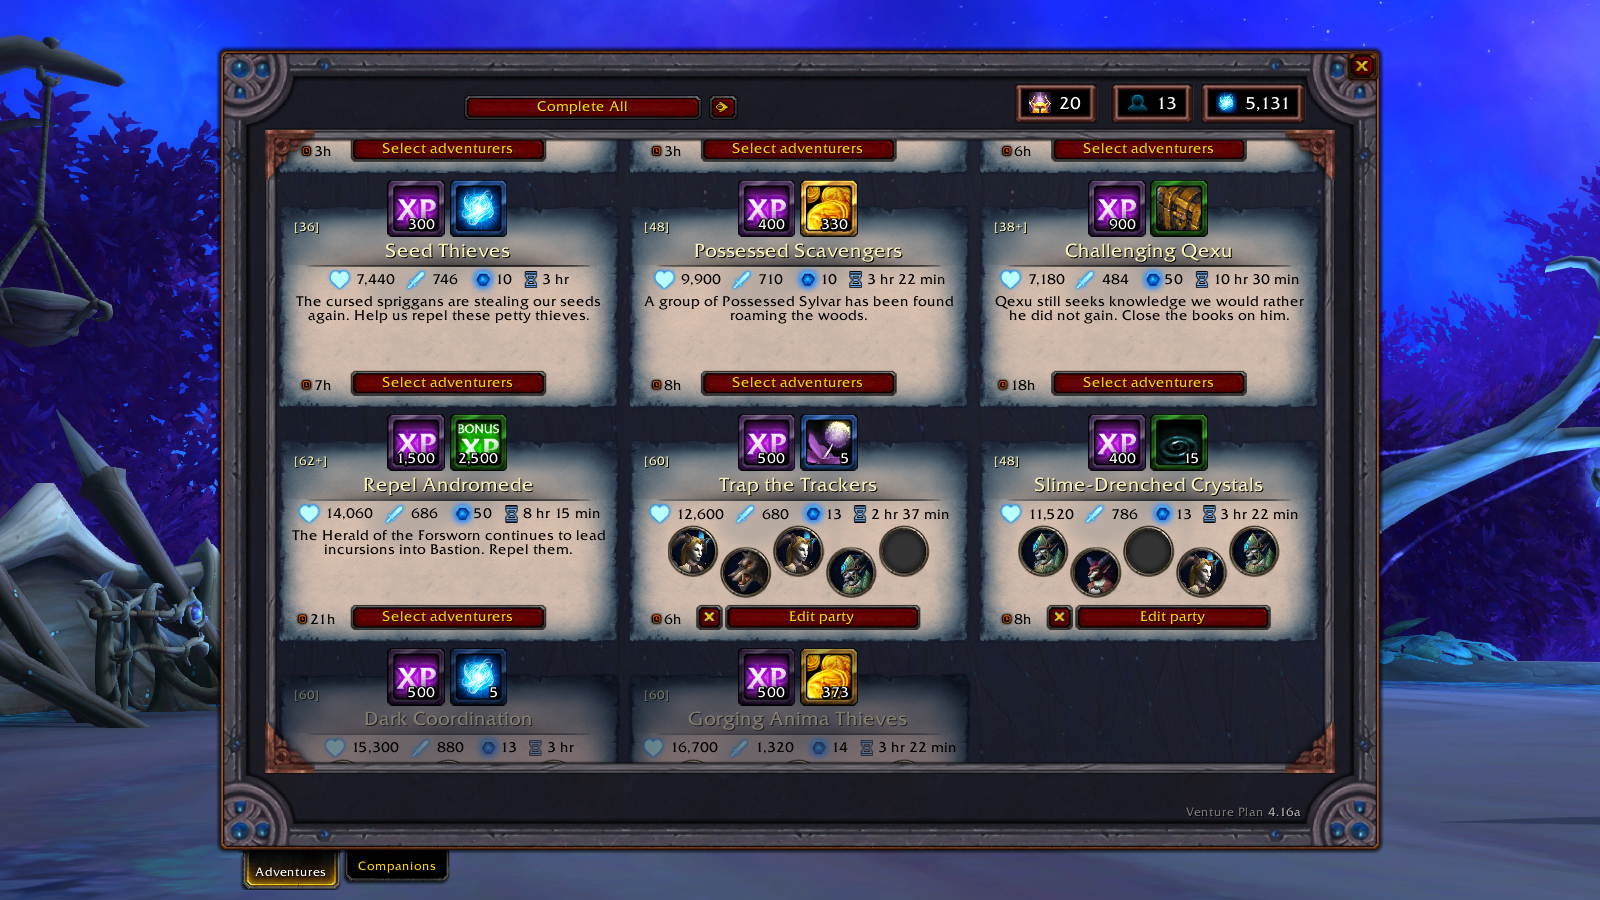 Complete All
20
13
5,131
3h
Select adventurers
3h
Select adventurers
6h
Select adventurers
XP
300
XP
400
330
XP
900
[36]
Seed Thieves
7,440 746 10 3 hr
The cursed spriggans are stealing our seeds
again. Help us repel these petty thieves.
7h
Select adventurers
[48]
Possessed Scavengers
9,900 710 10 3 hr 22 min
A group of Possessed Sylvar has been found
roaming the woods.
8h
Select adventurers
[38+]
Challenging Qexu
7,180 484 50 10 hr 30 min
Qexu still seeks knowledge we would rather
he did not gain. Close the books on him.
18h
Select adventurers
XP
1,500
BONUS
XP
2,500
[62+]
Repel Andromede
14,060 686 50 8 hr 15 min
The Herald of the Forsworn continues to lead
incursions into Bastion. Repel them.
21h
Select adventurers
XP
500
5
[60]
Trap the Trackers
12,600 680 13 2 hr 37 min
6h
Edit party
XP
400
15
[48]
Slime-Drenched Crystals
11,520 786 13 3 hr 22 min
8h
Edit party
XP
500
5
[60]
Dark Coordination
15,300 880 13 3 hr
XP
500
373
[60]
Gorging Anima Thieves
16,700 1,320 14 3 hr 22 min
Venture Plan 4.16a
Adventures
Companions